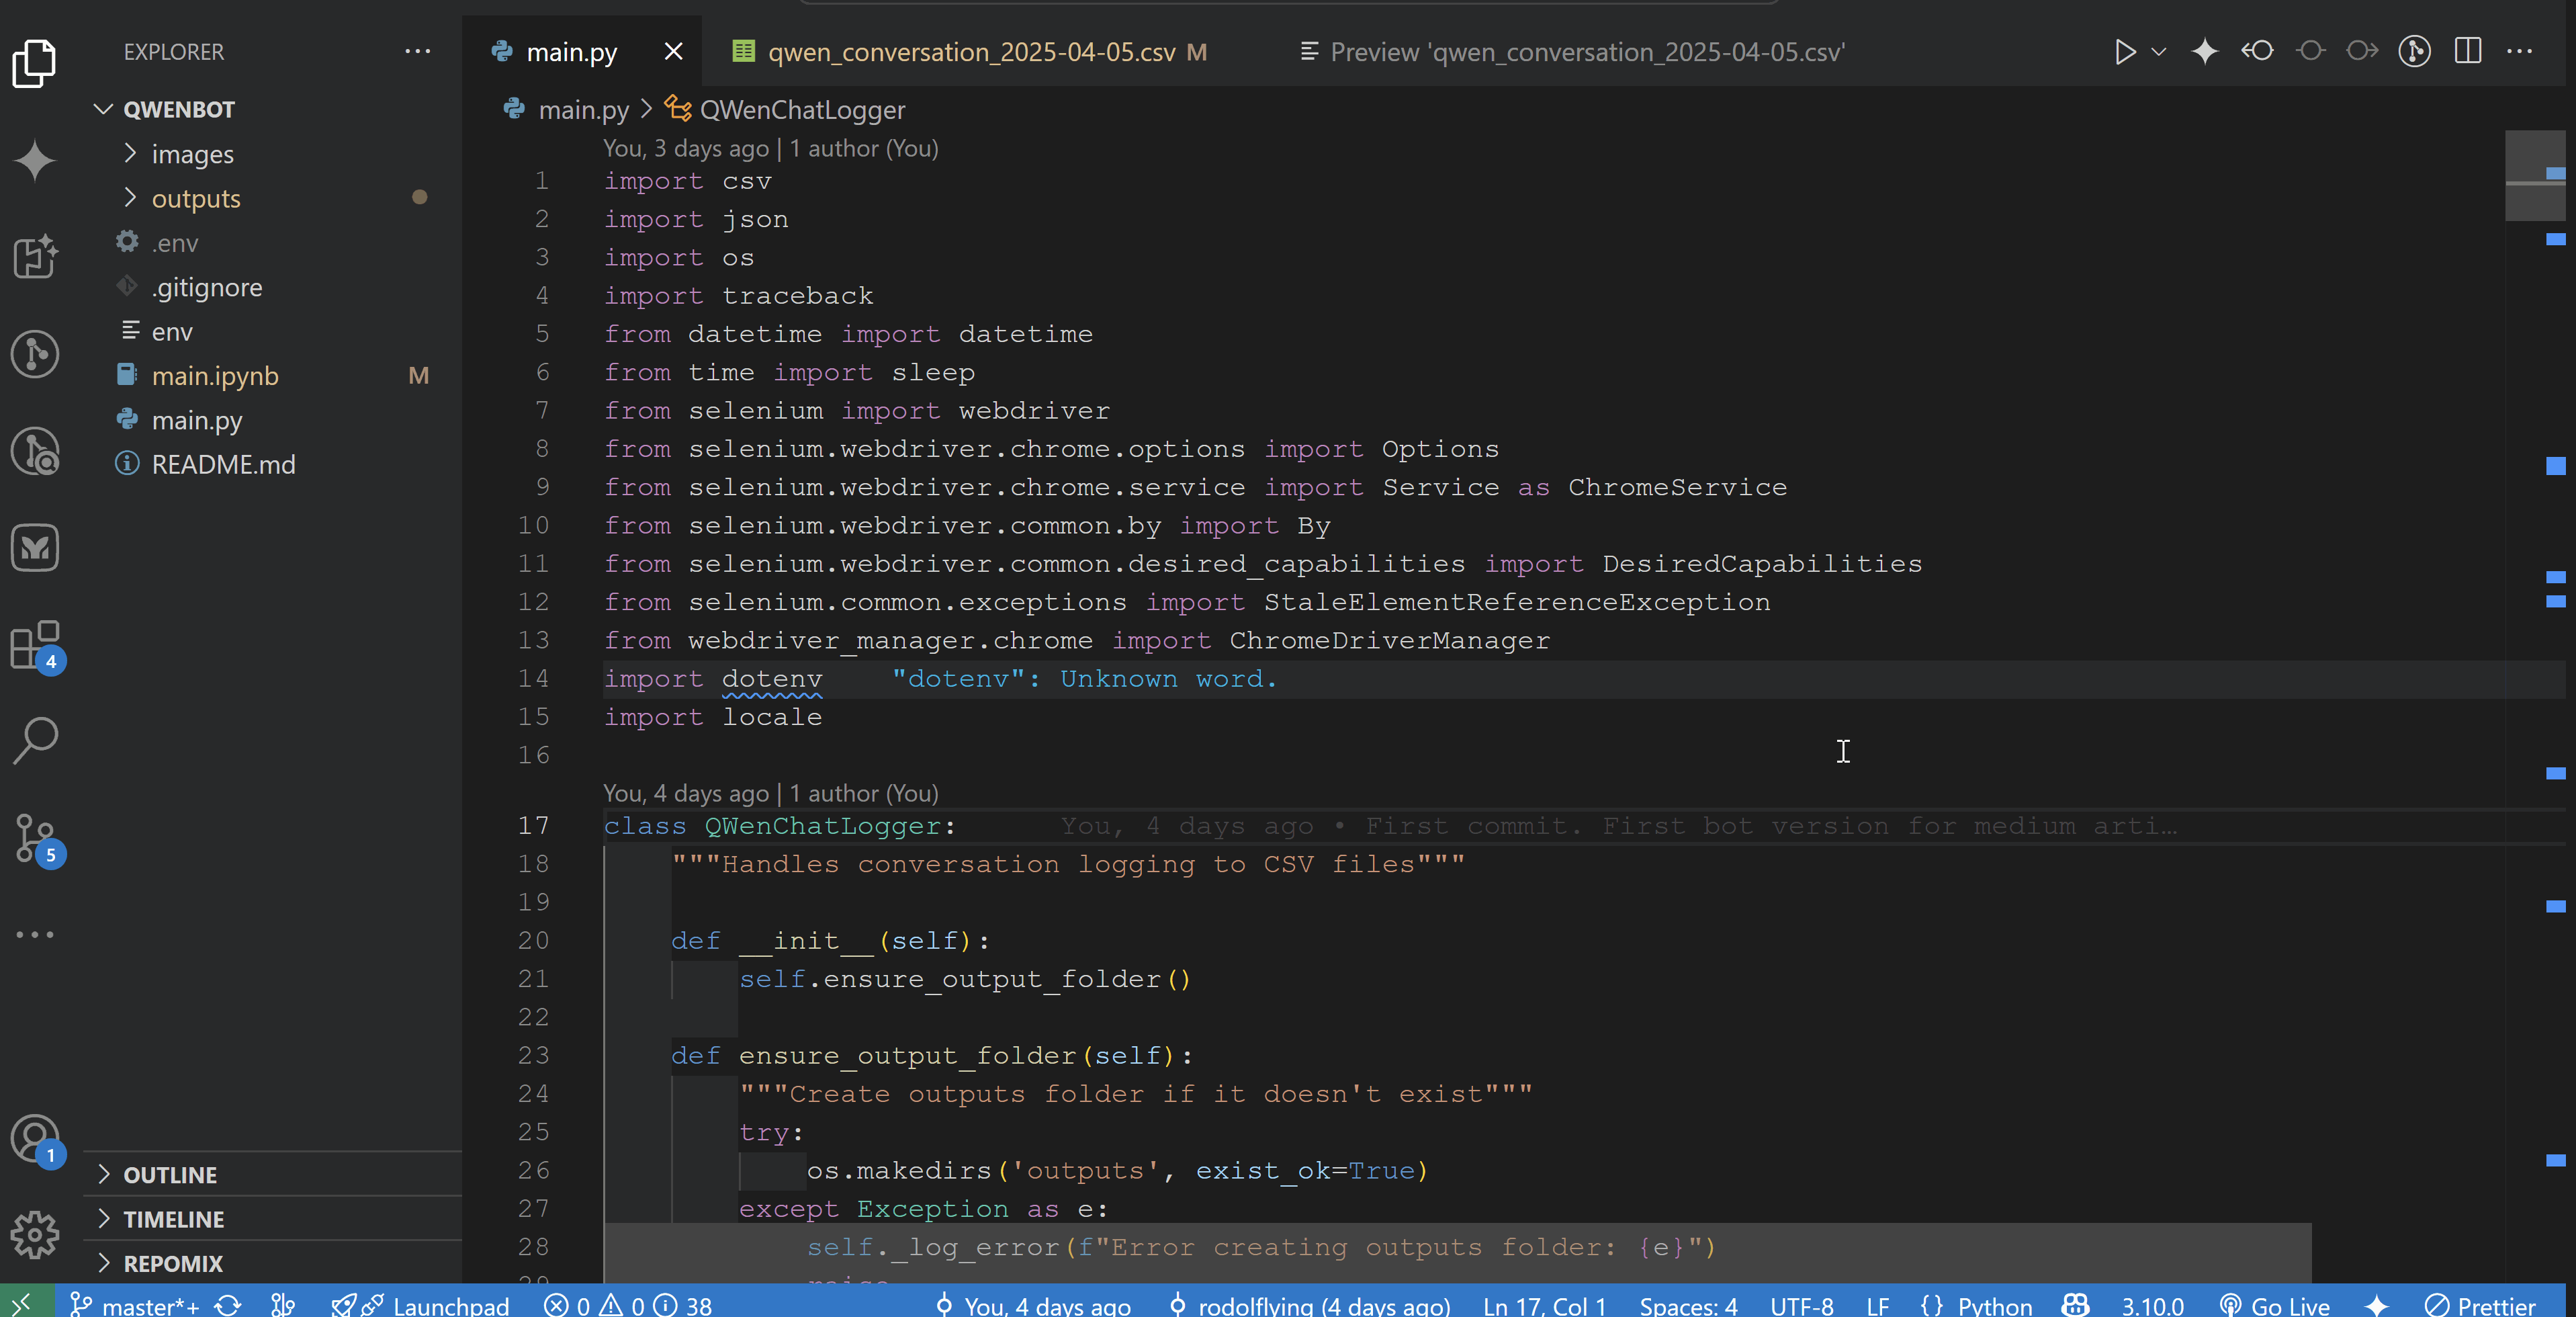 EXPLORER
QWENBOT
images
outputs
.env
.gitignore
env
main.ipynb M
main.py
README.md
OUTLINE
TIMELINE
REPOMIX
4
5
1
main.py
qwen_conversation_2025-04-05.csv M
Preview 'qwen_conversation_2025-04-05.csv'
main.py > QWenChatLogger
You, 3 days ago | 1 author (You)
1 import csv
2 import json
3 import os
4 import traceback
5 from datetime import datetime
6 from time import sleep
7 from selenium import webdriver
8 from selenium.webdriver.chrome.options import Options
9 from selenium.webdriver.chrome.service import Service as ChromeService
10 from selenium.webdriver.common.by import By
11 from selenium.webdriver.common.desired_capabilities import DesiredCapabilities
12 from selenium.common.exceptions import StaleElementReferenceException
13 from webdriver_manager.chrome import ChromeDriverManager
14 import dotenv "dotenv": Unknown word.
15 import locale
16
You, 4 days ago | 1 author (You)
17 class QWenChatLogger: You, 4 days ago • First commit. First bot version for medium arti…
18 """Handles conversation logging to CSV files"""
19
20 def __init__(self):
21 self.ensure_output_folder()
22
23 def ensure_output_folder(self):
24 """Create outputs folder if it doesn't exist"""
25 try:
26 os.makedirs('outputs', exist_ok=True)
27 except Exception as e:
28 self._log_error(f"Error creating outputs folder: {e}")
29 raise
master*+ Launchpad 0 0 38 You, 4 days ago rodolflying (4 days ago) Ln 17, Col 1 Spaces: 4 UTF-8 LF {} Python 3.10.0 Go Live Prettier